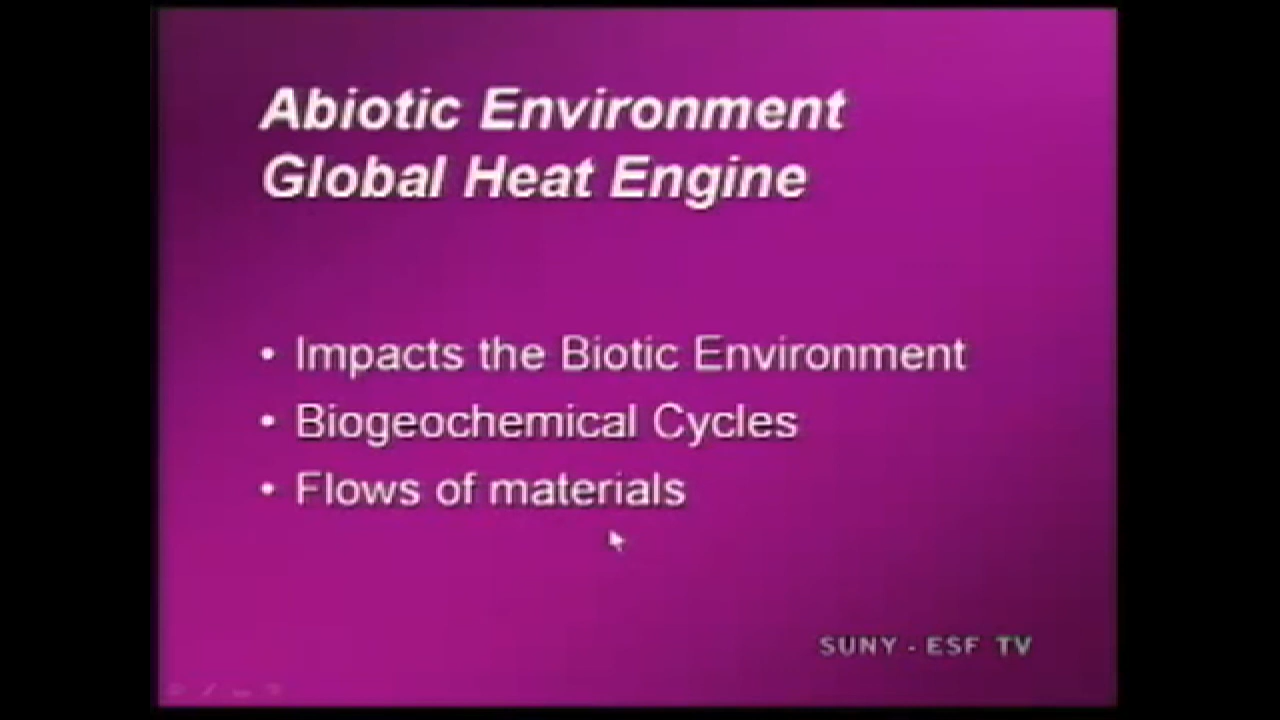 Abiotic Environment
Global Heat Engine
• Impacts the Biotic Environment
• Biogeochemical Cycles
• Flows of materials
SUNY - ESF TV